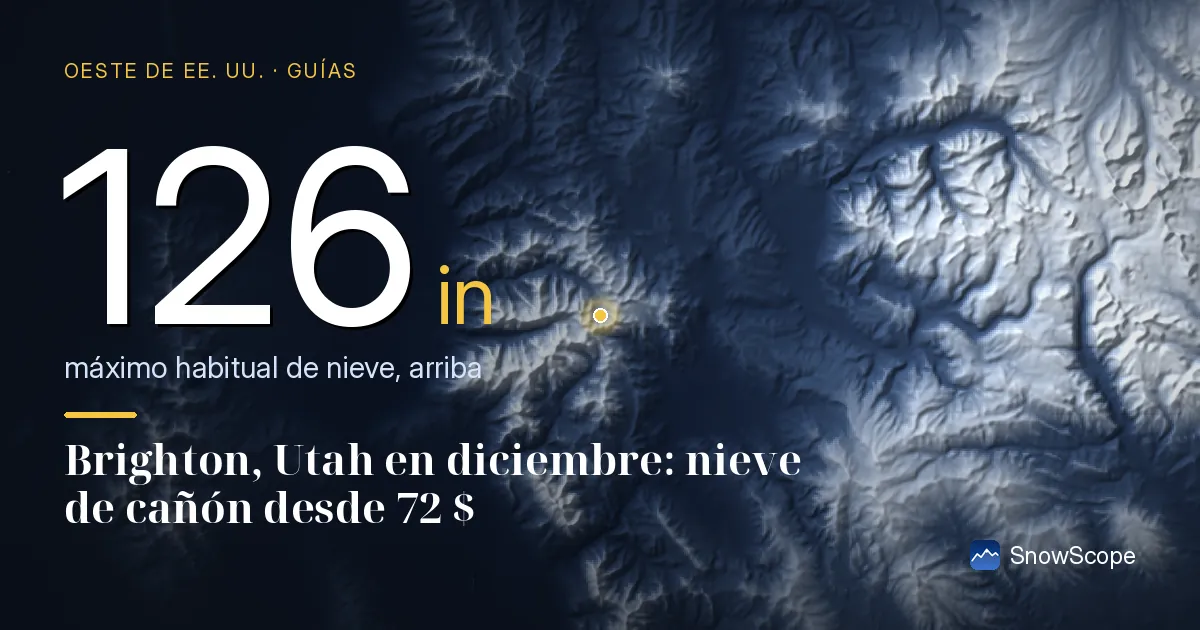 OESTE DE EE. UU. · GUÍAS
126 in
máximo habitual de nieve, arriba
Brighton, Utah en diciembre: nieve
de cañón desde 72 $
SnowScope